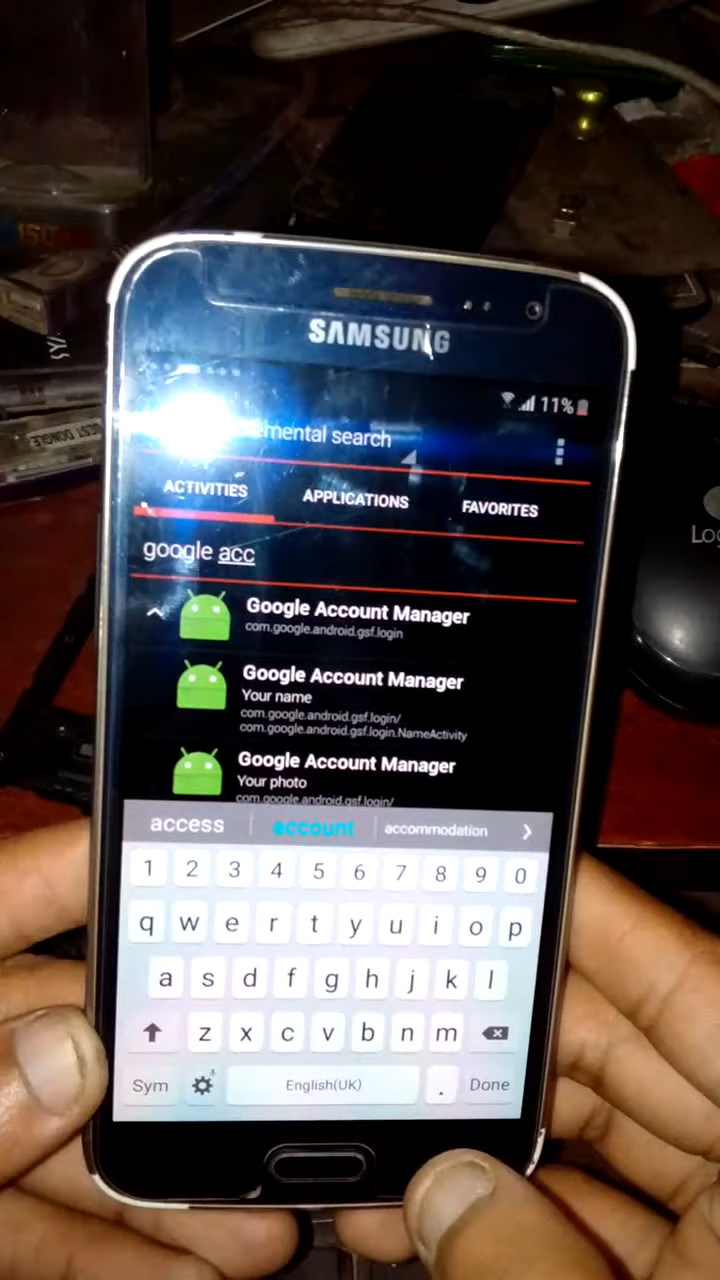 SAMSUNG
11%
emental search
ACTIVITIES APPLICATIONS FAVORITES
google acc
Google Account Manager
com.google.android.gsf.login
Google Account Manager
Your name
com.google.android.gsf.login/
com.google.android.gsf.login.NameActivity
Google Account Manager
Your photo
com.google.android.gsf.login/
access account accommodation
1 2 3 4 5 6 7 8 9 0
q w e r t y u i o p
a s d f g h j k l
z x c v b n m
Sym English(UK) . Done
BEST DONGLE
Log